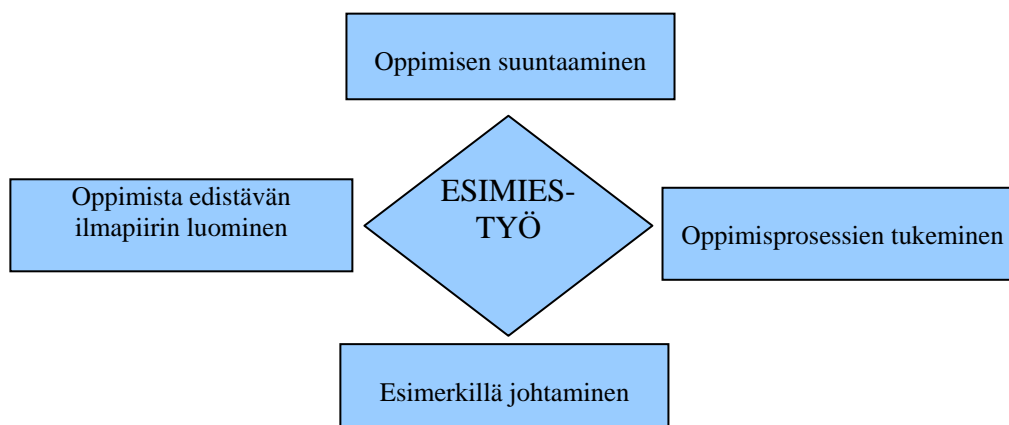 Oppimisen suuntaaminen
Oppimista edistävän
ilmapiirin luominen
ESIMIES-
TYÖ
Oppimisprosessien tukeminen
Esimerkillä johtaminen